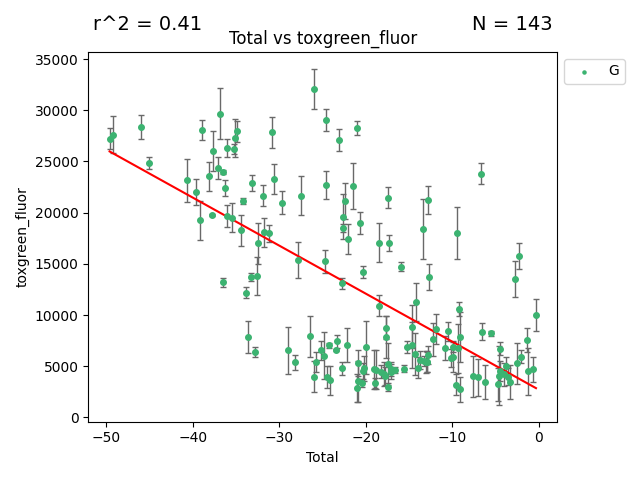 r^2 = 0.41
N = 143
Total vs toxgreen_fluor
G
35000
30000
25000
20000
15000
10000
5000
0
toxgreen_fluor
−50
−40
−30
−20
−10
0
Total